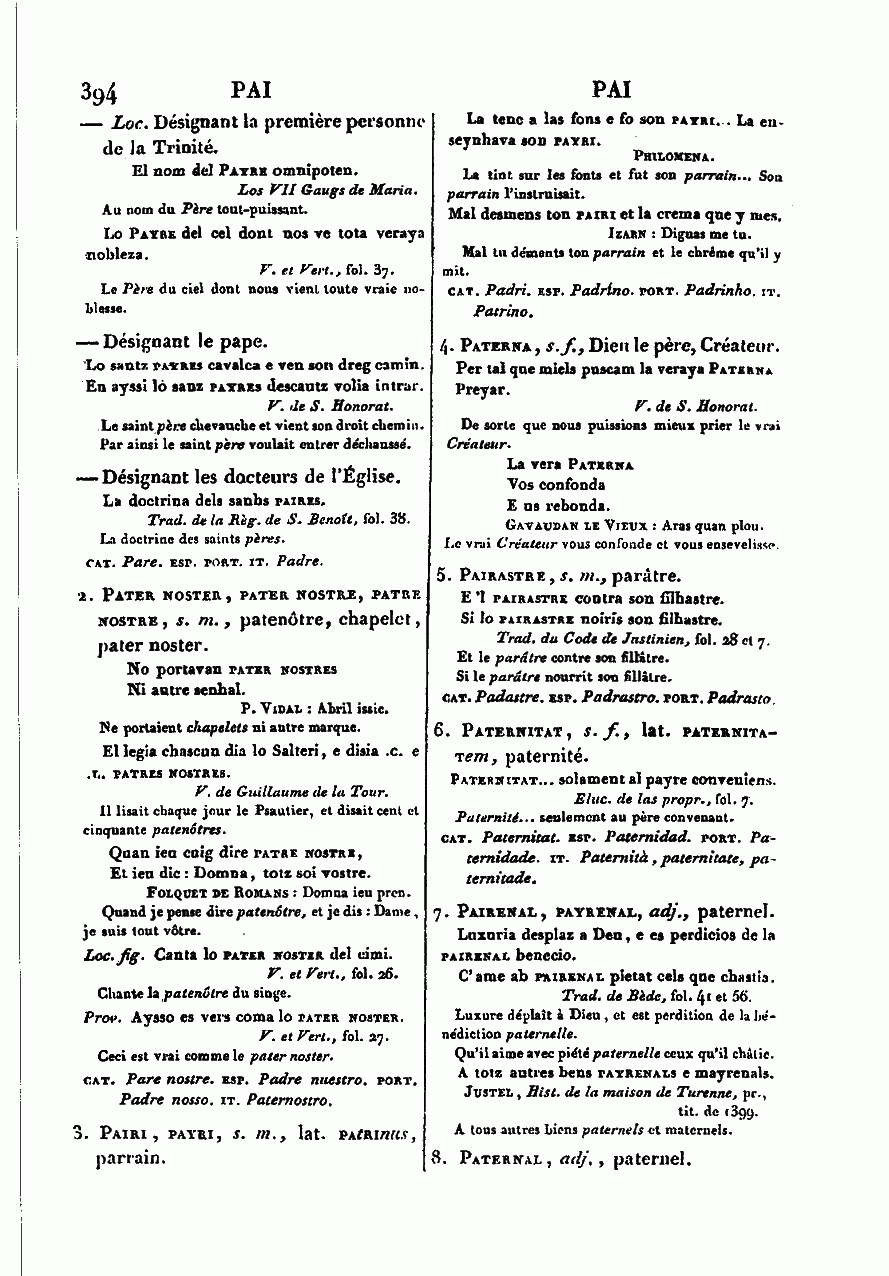 394 PAI PAI
— Loc. Désignant la première personne
de la Trinité.
El nom del PATRE omnipoten.
Los VII Gaugs de Maria.
Au nom du Père tout-puissant.
Lo PAYRE del cel dont nos ve tota veraya
nobleza.
V. et Vert., fol. 37.
Le Père du ciel dont nous vient toute vraie no-
blesse.
— Désignant le pape.
Lo santz PAYRES cavalca e ven son dreg camin.
En ayssi lo sanz PAYRES descautz volia intrar.
V. de S. Honorat.
Le saint père chevauche et vient son droit chemin.
Par ainsi le saint père voulait entrer déchaussé.
— Désignant les docteurs de l'Église.
La doctrina dels sanhs PAIRES.
Trad. de la Règ. de S. Benoît, fol. 38.
La doctrine des saints pères.
CAT. Pare. ESP. PORT. IT. Padre.
2. PATER NOSTER, PATER NOSTRE, PATRE
NOSTRE, s. m., patenôtre, chapelet,
pater noster.
No portavan PATER NOSTRES
Ni autre senhal.
P. VIDAL : Abril issic.
Ne portaient chapelets ni autre marque.
El legia chascun dia lo Salteri, e disia .C. e
.L. PATRES NOSTRES.
V. de Guillaume de la Tour.
Il lisait chaque jour le Psautier, et disait cent et
cinquante patenôtres.
Quan ieu cuig dire PATRE NOSTRE,
Et ieu dic : Domna, totz soi vostre.
FOLQUET DE ROMANS : Domna ieu pren.
Quand je pense dire patenôtre, et je dis : Dame,
je suis tout vôtre.
Loc. fig. Canta lo PATER NOSTER del cimi.
V. et Vert., fol. 26.
Chante la patenôtre du singe.
Prov. Aysso es vers coma lo PATER NOSTER.
V. et Vert., fol. 27.
Ceci est vrai comme le pater noster.
CAT. Pare nostre. ESP. Padre nuestro. PORT.
Padre nosso. IT. Paternostro.
3. PAIRI, PAYRI, s. m., lat. PATRINUS,
parrain.
La tenc a las fons e fo son PAYRI... La en-
seynhava son PAYRI.
PHILOMENA.
La tint sur les fonts et fut son parrain... Son
parrain l'instruisait.
Mal desmens ton PAIRI et la crema que y mes.
IZARN : Diguas me tu.
Mal tu déments ton parrain et le chrême qu'il y
mit.
CAT. Padri. ESP. Padrino. PORT. Padrinho. IT.
Patrino.
4. PATERNA, s. f., Dieu le père, Créateur.
Per tal que miels puscam la veraya PATERNA
Preyar.
V. de S. Honorat.
De sorte que nous puissions mieux prier le vrai
Créateur.
La vera PATERNA
Vos confonda
E us rebonda.
GAVAUDAN LE VIEUX : Aras quan plou.
Le vrai Créateur vous confonde et vous ensevelisse.
5. PAIRASTRE, s. m., parâtre.
E 'l PAIRASTRE contra son filhastre.
Si lo PAIRASTRE noiris son filhastre.
Trad. du Code de Justinien, fol. 28 et 7.
Et le parâtre contre son fillâtre.
Si le parâtre nourrit son fillâtre.
CAT. Padastre. ESP. Padrastro. PORT. Padrasto.
6. PATERNITAT, s. f., lat. PATERNITA-
TEM, paternité.
PATERNITAT... solament al payre conveniens.
Eluc. de las propr., fol. 7.
Paternité... seulement au père convenant.
CAT. Paternitat. ESP. Paternidad. PORT. Pa-
ternidade. IT. Paternità, paternitate, pa-
ternitade.
7. PAIRENAL, PAYRENAL, adj., paternel.
Luxuria desplaz a Deu, e es perdicios de la
PAIRENAL benecio.
C' ame ab PAIRENAL pietat cels que chastia.
Trad. de Bède, fol. 41 et 56.
Luxure déplaît à Dieu, et est perdition de la bé-
nédiction paternelle.
Qu'il aime avec piété paternelle ceux qu'il châtie.
A totz autres bens PAYRENALS e mayrenals.
JUSTEL, Hist. de la maison de Turenne, pr.,
tit. de 1399.
A tous autres biens paternels et maternels.
8. PATERNAL, adj., paternel.